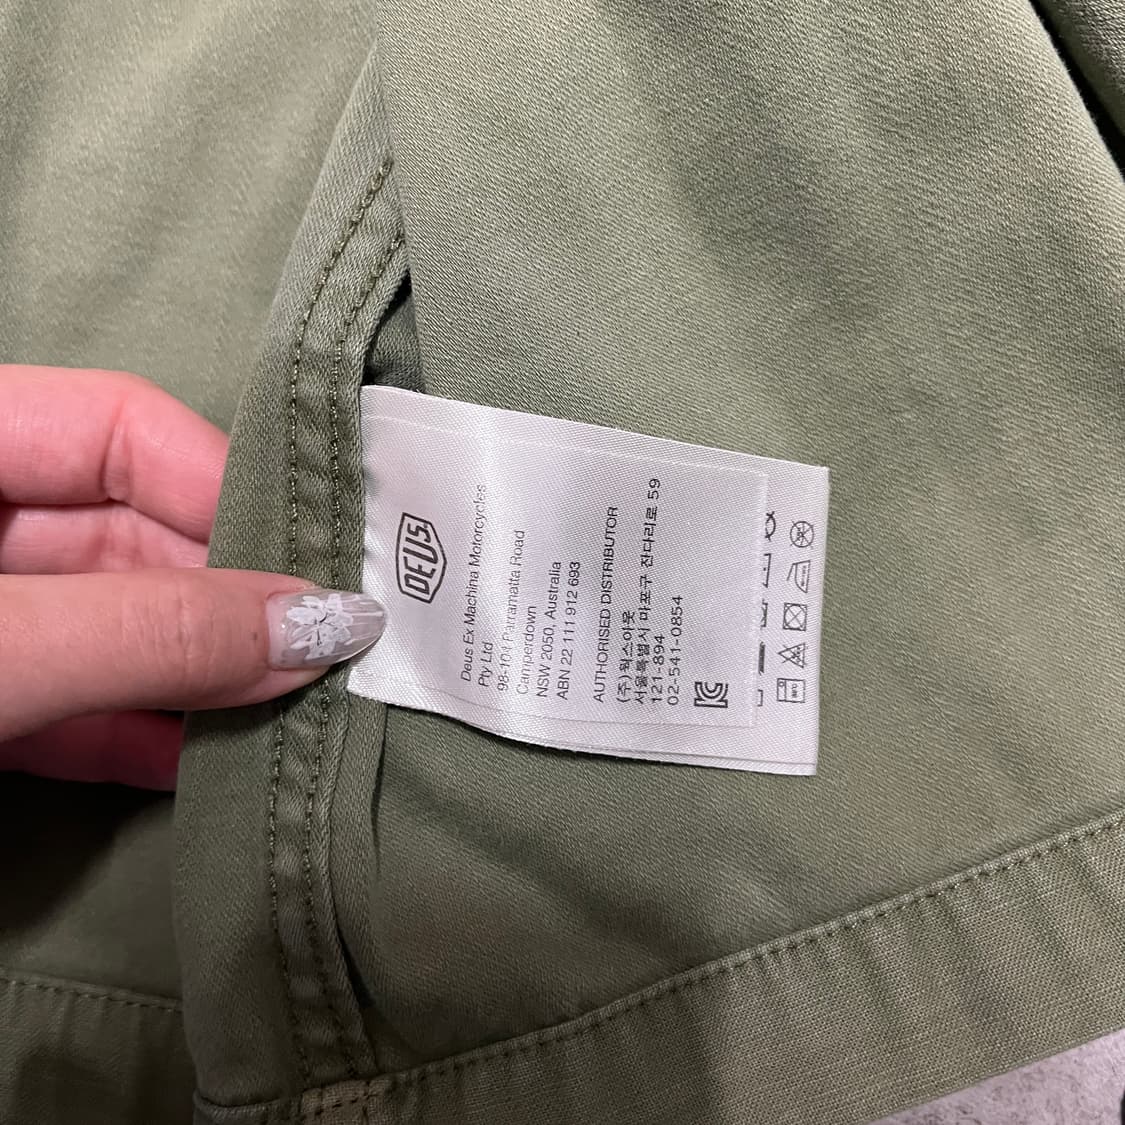 DEUS.
Deus Ex Machina Motorcycles
Pty Ltd
98-104 Parramatta Road
Camperdown
NSW 2050, Australia
ABN 22 111 912 693
AUTHORISED DISTRIBUTOR
(주)웍스아웃
서울특별시 마포구 잔다리로 59
121-894
02-541-0854